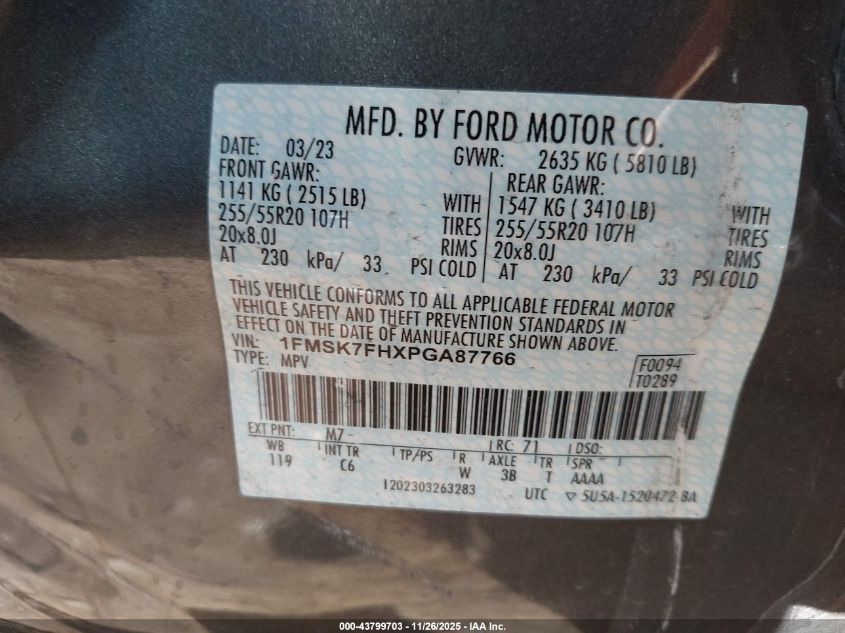 MFD. BY FORD MOTOR CO.
DATE: 03/23 GVWR: 2635 KG ( 5810 LB)
FRONT GAWR: REAR GAWR:
1141 KG ( 2515 LB) WITH 1547 KG ( 3410 LB) WITH
255/55R20 107H TIRES 255/55R20 107H TIRES
20x8.0J RIMS 20x8.0J RIMS
AT 230 kPa/ 33 PSI COLD AT 230 kPa/ 33 PSI COLD
THIS VEHICLE CONFORMS TO ALL APPLICABLE FEDERAL MOTOR
VEHICLE SAFETY AND THEFT PREVENTION STANDARDS IN
EFFECT ON THE DATE OF MANUFACTURE SHOWN ABOVE.
VIN: 1FMSK7FHXPGA87766 F0094
TYPE: MPV T0289
EXT PNT: M7 RC: 71 DSO:
WB INT TR TP/PS R AXLE TR SPR
119 C6 W 3B T AAAA
1202303263283 UTC ▽ 5U5A-1520472-BA
000-43799703 - 11/26/2025 - IAA Inc.